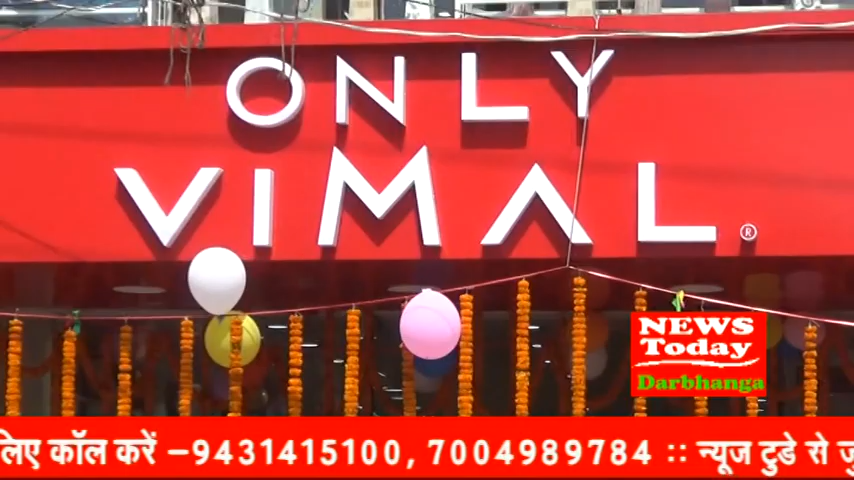 ONLY
VIMAL®
NEWS
Today
Darbhanga
लिए कॉल करें –9431415100, 7004989784 :: न्यूज टुडे से